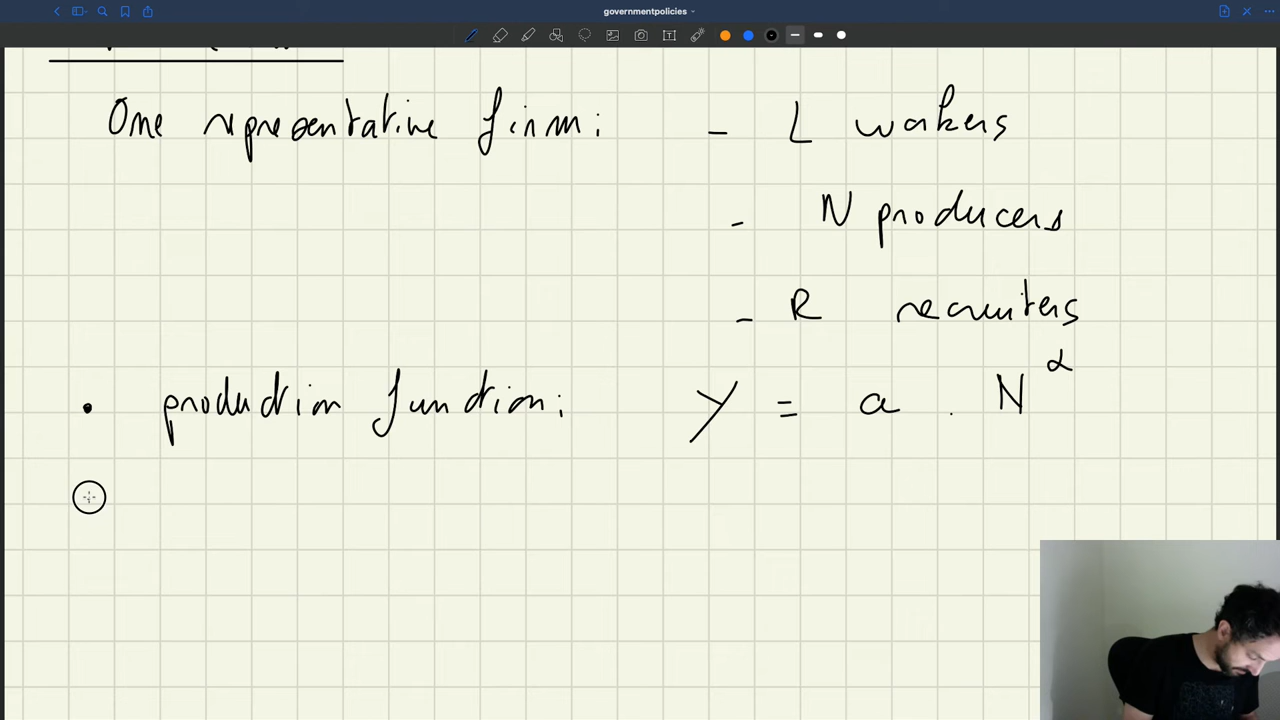 governmentpolicies
One representative firm: - L workers
- N producers
- R recruiters
• production function: y = a . N^α